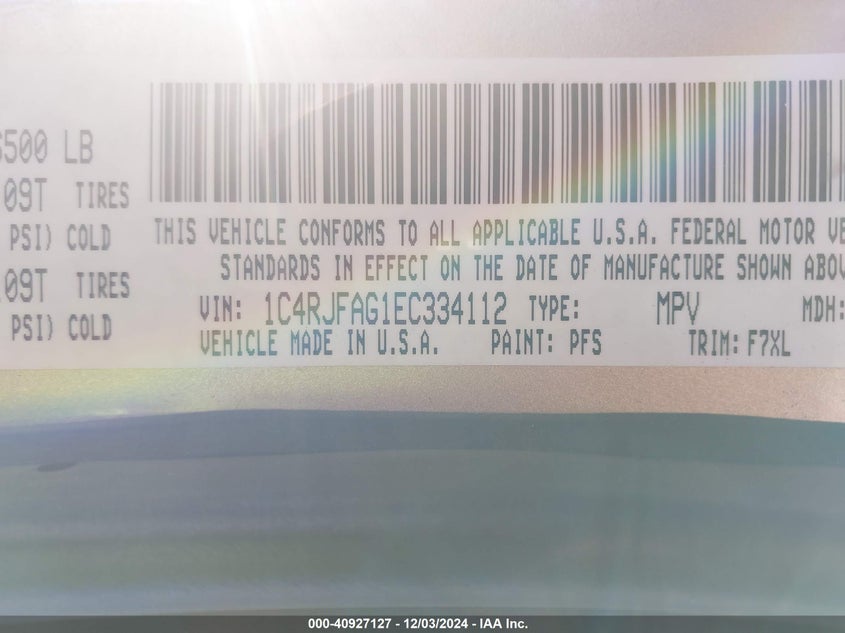 500 LB
09T TIRES
PSI) COLD
09T TIRES
PSI) COLD
THIS VEHICLE CONFORMS TO ALL APPLICABLE U.S.A. FEDERAL MOTOR VE
STANDARDS IN EFFECT ON THE DATE OF MANUFACTURE SHOWN ABOV
VIN: 1C4RJFAG1EC334112 TYPE: MPV MDH:
VEHICLE MADE IN U.S.A. PAINT: PFS TRIM: F7XL
000-40927127 - 12/03/2024 - IAA Inc.